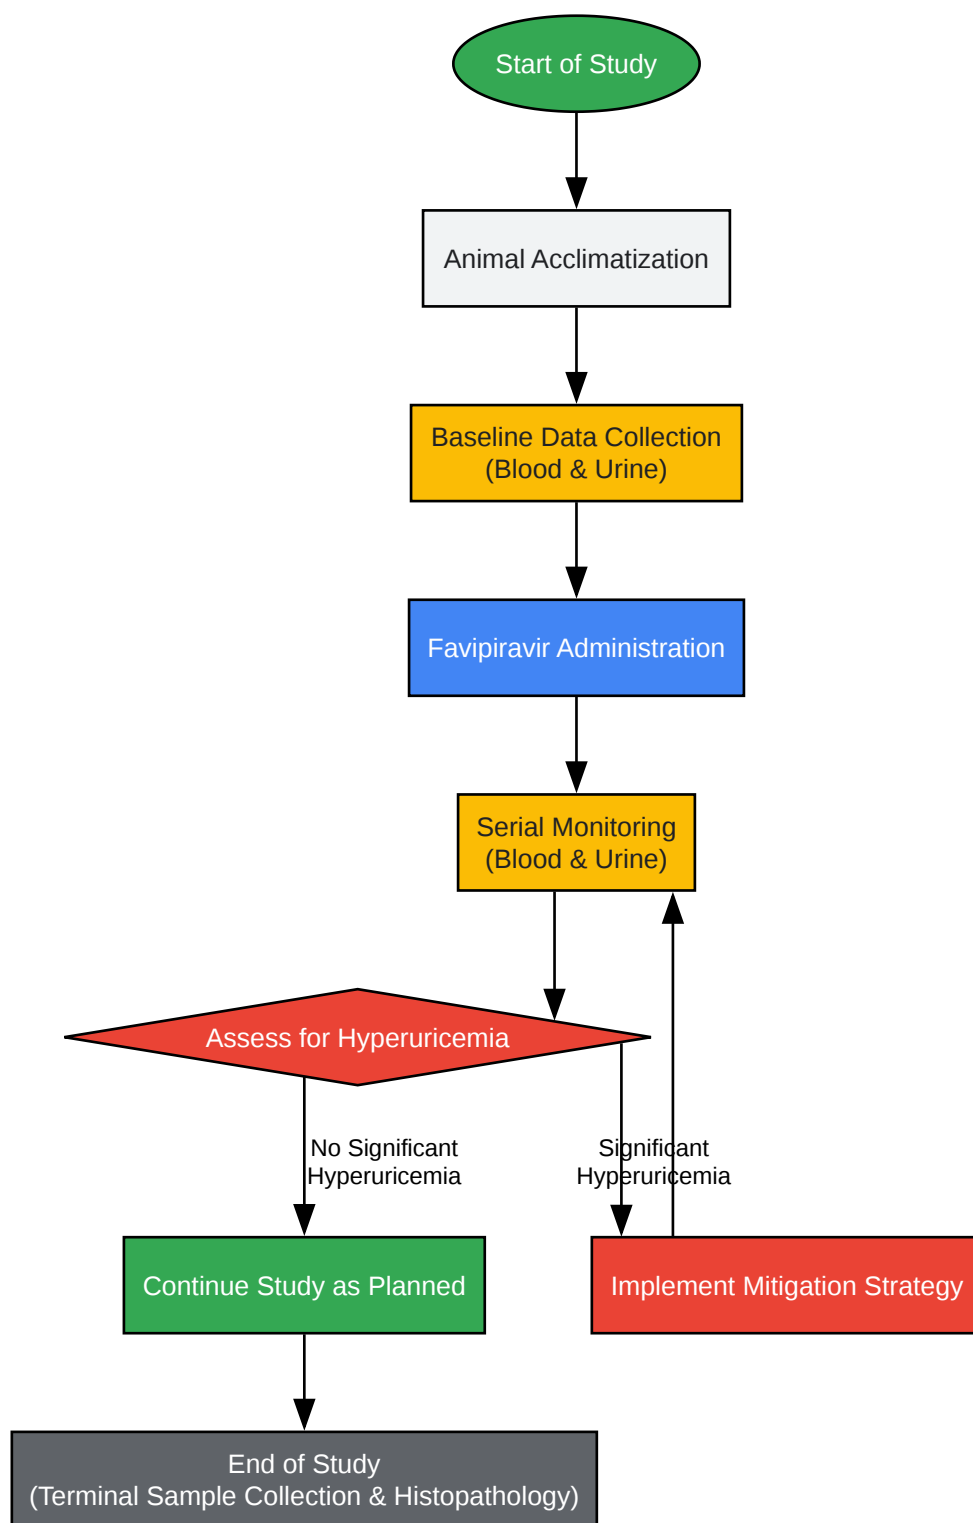 Start of Study
Animal Acclimatization
Baseline Data Collection
(Blood & Urine)
Favipiravir Administration
Serial Monitoring
(Blood & Urine)
Assess for Hyperuricemia
No Significant
Hyperuricemia
Significant
Hyperuricemia
Continue Study as Planned
Implement Mitigation Strategy
End of Study
(Terminal Sample Collection & Histopathology)